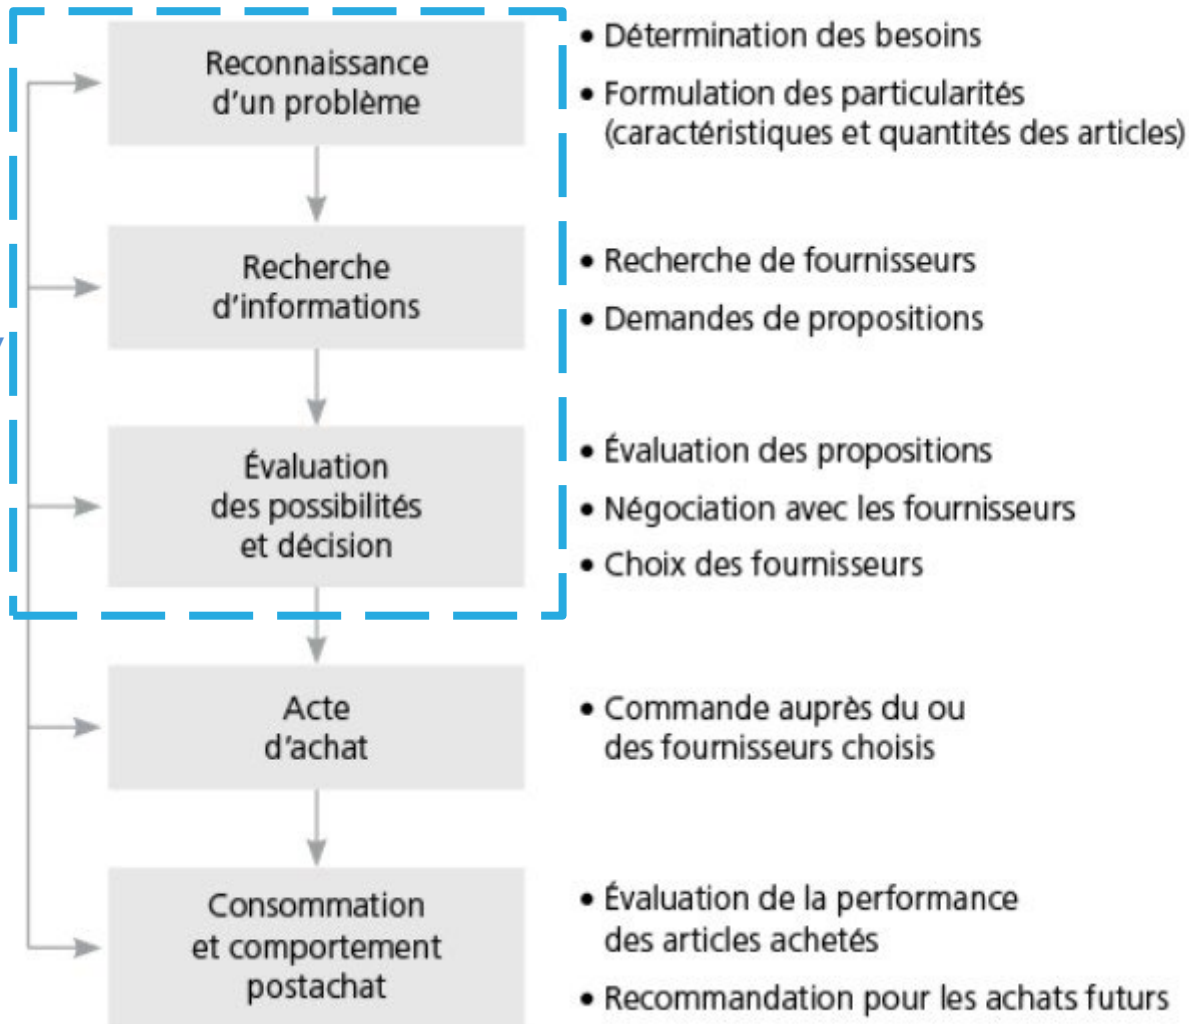 Reconnaissance
d'un problème
• Détermination des besoins
• Formulation des particularités
(caractéristiques et quantités des articles)
Recherche
d'informations
• Recherche de fournisseurs
• Demandes de propositions
Évaluation
des possibilités
et décision
• Évaluation des propositions
• Négociation avec les fournisseurs
• Choix des fournisseurs
Acte
d'achat
• Commande auprès du ou
des fournisseurs choisis
Consommation
et comportement
postachat
• Évaluation de la performance
des articles achetés
• Recommandation pour les achats futurs